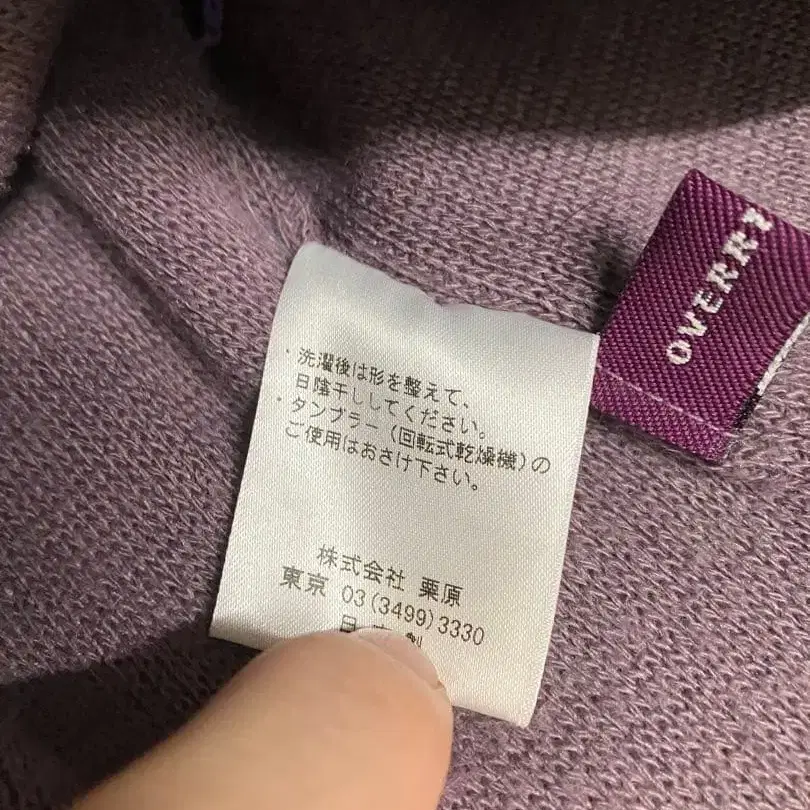 ・洗濯後は形を整えて、
日陰干ししてください。
・タンブラー(回転式乾燥機)の
ご使用はおさけ下さい。
株式会社 栗原
東京 03(3499)3330
OVERRI